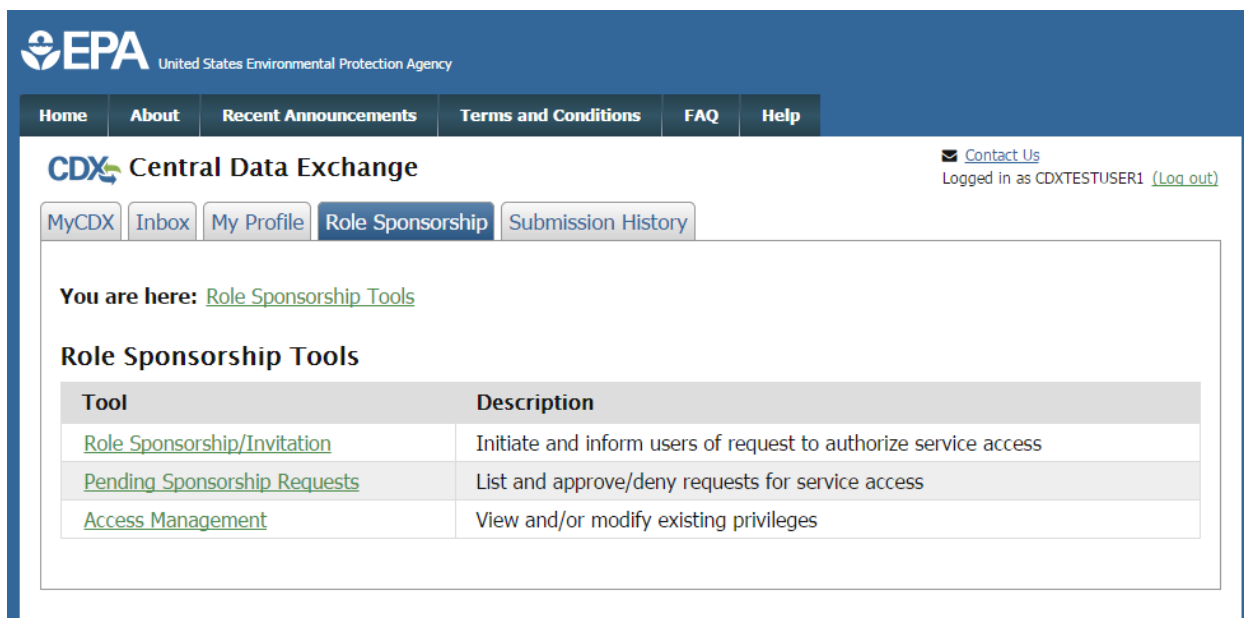 EPA United States Environmental Protection Agency
Home About Recent Announcements Terms and Conditions FAQ Help
CDX Central Data Exchange
Contact Us
Logged in as CDXTESTUSER1 (Log out)
MyCDX Inbox My Profile Role Sponsorship Submission History
You are here: Role Sponsorship Tools
Role Sponsorship Tools
Tool Description
Role Sponsorship/Invitation Initiate and inform users of request to authorize service access
Pending Sponsorship Requests List and approve/deny requests for service access
Access Management View and/or modify existing privileges